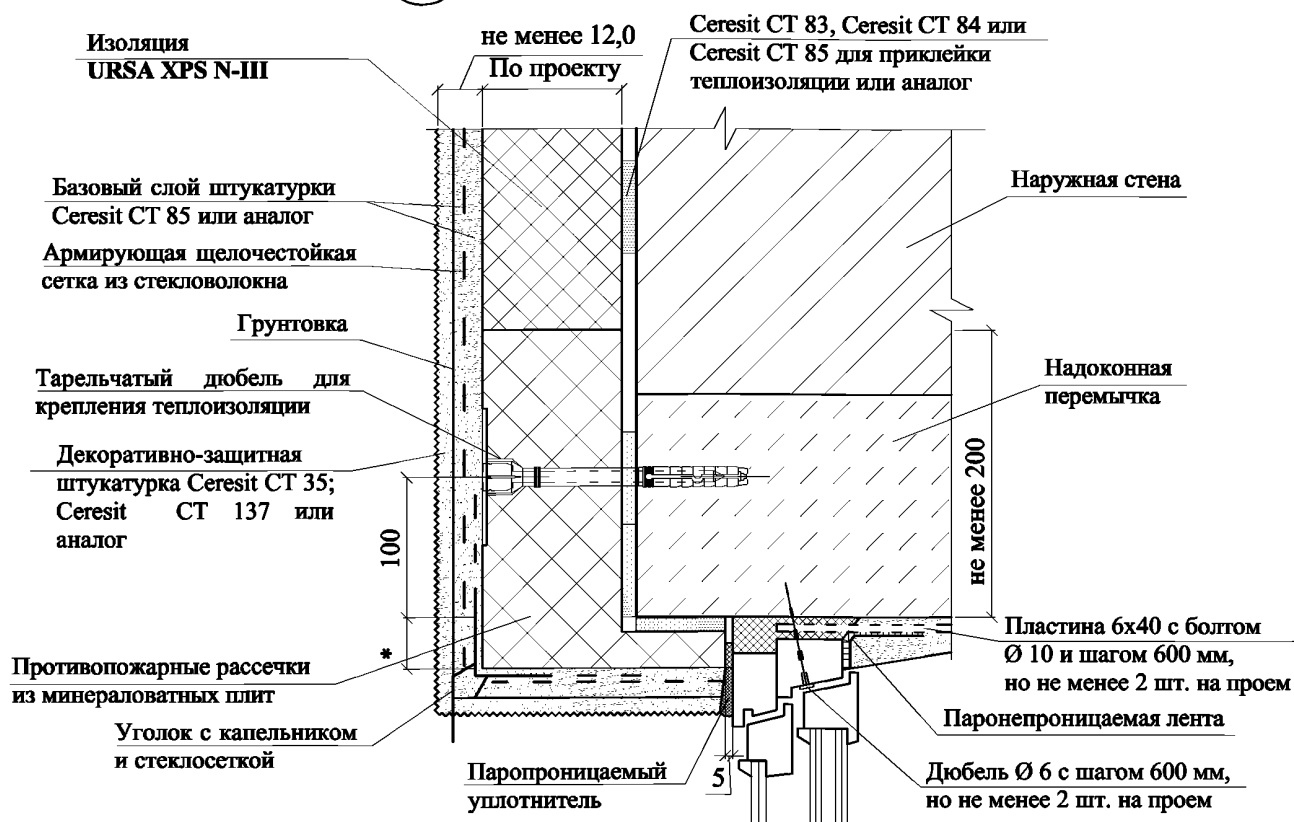 Изоляция
URSA XPS N-III
не менее 12,0
По проекту
Ceresit CT 83, Ceresit CT 84 или
Ceresit CT 85 для приклейки
теплоизоляции или аналог
Базовый слой штукатурки
Ceresit CT 85 или аналог
Наружная стена
Армирующая щелочестойкая
сетка из стекловолокна
Грунтовка
Тарельчатый дюбель для
крепления теплоизоляции
Надоконная
перемычка
Декоративно-защитная
штукатурка Ceresit CT 35;
Ceresit CT 137 или
аналог
100
не менее 200
*
Противопожарные рассечки
из минераловатных плит
Пластина 6x40 с болтом
Ø 10 и шагом 600 мм,
но не менее 2 шт. на проем
Уголок с капельником
и стеклосеткой
Паронепроницаемая лента
Паропроницаемый
уплотнитель
5
Дюбель Ø 6 с шагом 600 мм,
но не менее 2 шт. на проем